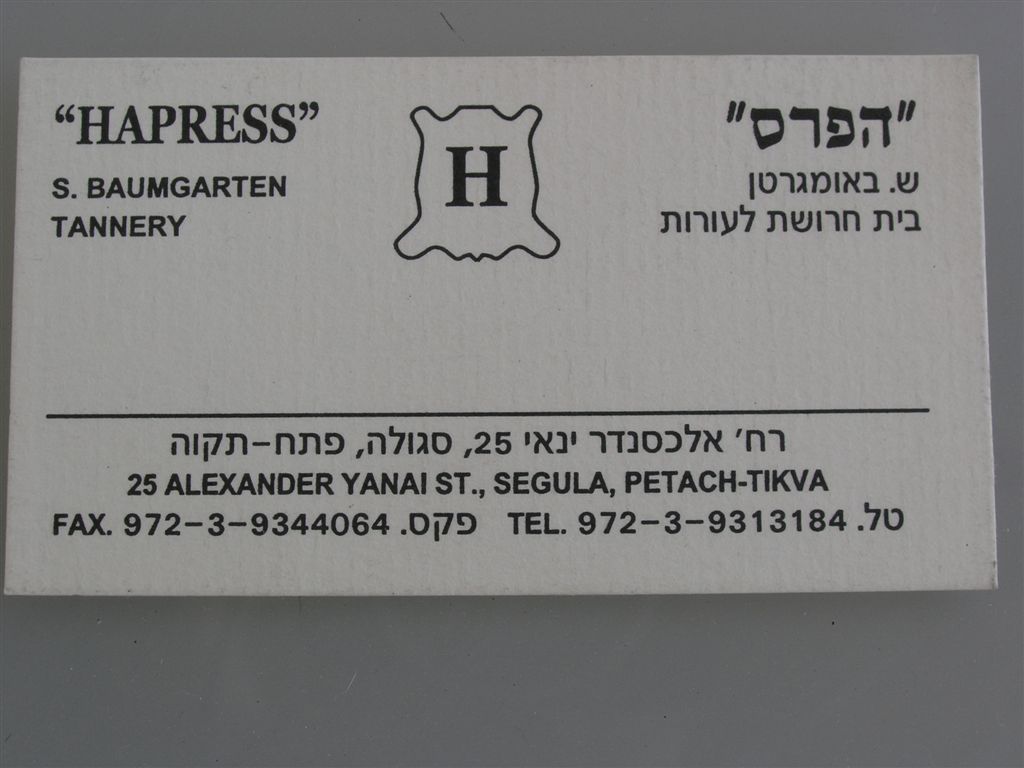 “HAPRESS”
S. BAUMGARTEN
TANNERY
H
"הפרס"
ש. באומגרטן
בית חרושת לעורות
רח' אלכסנדר ינאי 25, סגולה, פתח-תקוה
25 ALEXANDER YANAI ST., SEGULA, PETACH-TIKVA
FAX. 972-3-9344064 .פקס TEL. 972-3-9313184 .טל